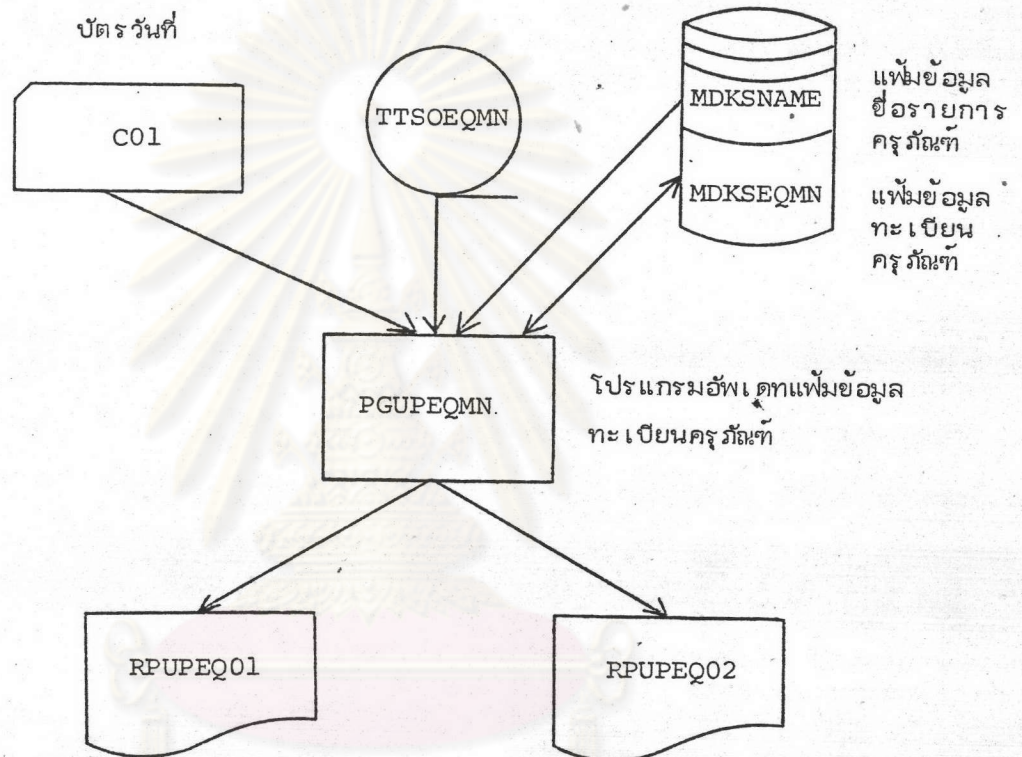 บัตรวันที่
C01
TTSOEQMN
MDKSNAME
แฟ้มข้อมูล
ชื่อรายการ
ครุภัณฑ์
MDKSEQMN
แฟ้มข้อมูล
ทะเบียน
ครุภัณฑ์
PGUPEQMN.
โปรแกรมอัพเดทแฟ้มข้อมูล
ทะเบียนครุภัณฑ์
RPUPEQ01
RPUPEQ02